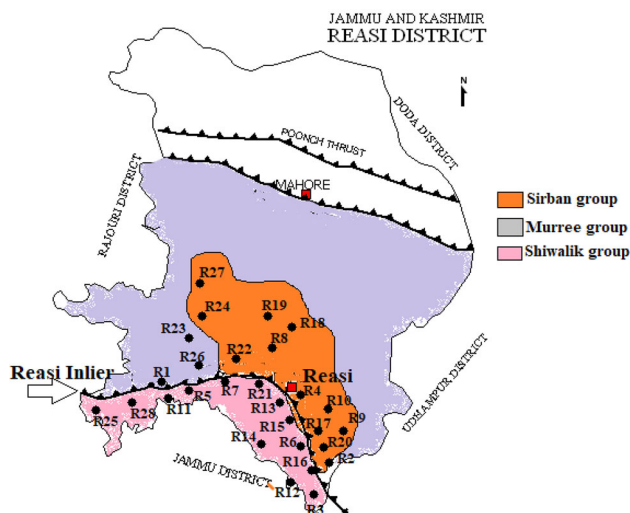 JAMMU AND KASHMIR
REASI DISTRICT
N
DODA DISTRICT
POONCH THRUST
MAHORE
RAJOURI DISTRICT
Sirban group
Murree group
Shiwalik group
R27
R24
R19
R18
R23
R8
R22
R26
Reasi Inlier
R1
Reasi
R7
R21
R4
R5
R11
R13
R10
R28
R25
R15
R17
R9
R14
R6
R20
R16
R2
UDHAMPUR DISTRICT
JAMMU DISTRICT
R12
R3